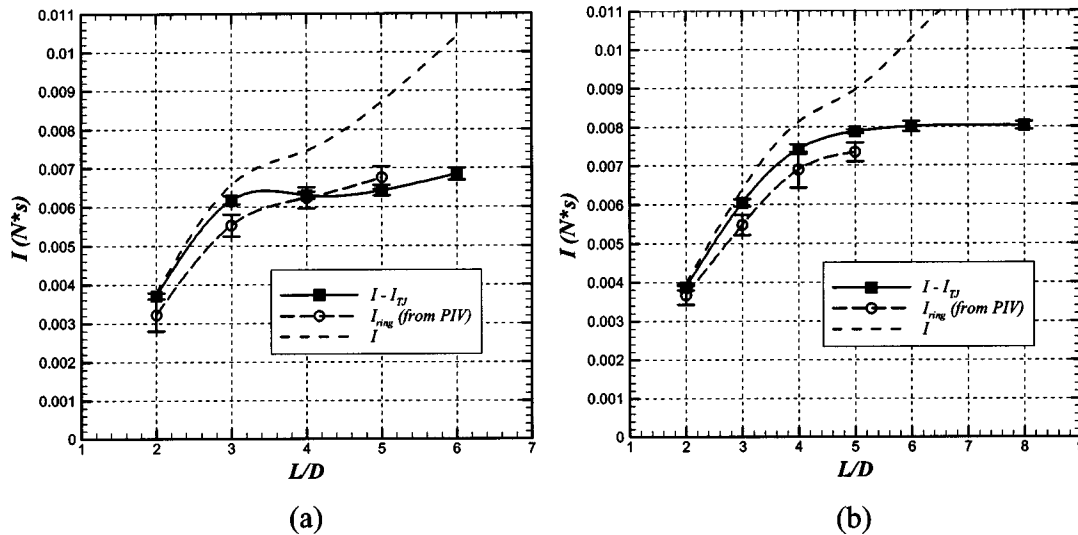 0.011
0.01
0.009
0.008
0.007
0.006
0.005
0.004
0.003
0.002
0.001
0
I (N*s)
1 2 3 4 5 6 7
L/D
I - I_TJ
I_ring (from PIV)
I
(a)
0.011
0.01
0.009
0.008
0.007
0.006
0.005
0.004
0.003
0.002
0.001
0
I (N*s)
1 2 3 4 5 6 7 8 9
L/D
I - I_TJ
I_ring (from PIV)
I
(b)